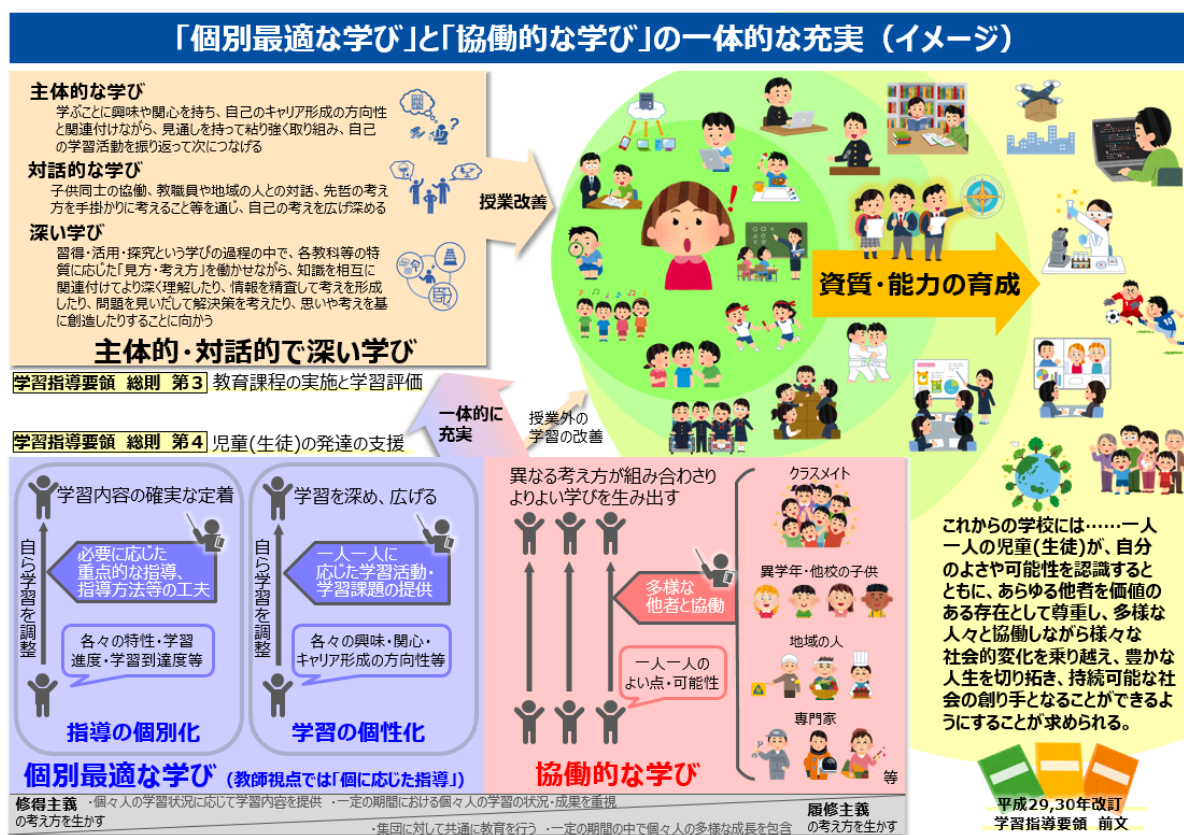 「個別最適な学び」と「協働的な学び」の一体的な充実（イメージ）
主体的な学び
学ぶことに興味や関心を持ち、自己のキャリア形成の方向性
と関連付けながら、見通しを持って粘り強く取り組み、自己
の学習活動を振り返って次につなげる
対話的な学び
子供同士の協働、教職員や地域の人との対話、先哲の考え
方を手掛かりに考えること等を通じ、自己の考えを広げ深める
深い学び
習得・活用・探究という学びの過程の中で、各教科等の特
質に応じた「見方・考え方」を働かせながら、知識を相互に
関連付けてより深く理解したり、情報を精査して考えを形成
したり、問題を見いだして解決策を考えたり、思いや考えを基
に創造したりすることに向かう
主体的・対話的で深い学び
授業改善
資質・能力の育成
学習指導要領 総則 第３ 教育課程の実施と学習評価
学習指導要領 総則 第４ 児童(生徒)の発達の支援
一体的に
充実
授業外の
学習の改善
学習内容の確実な定着
自ら学習を調整
必要に応じた
重点的な指導、
指導方法等の工夫
各々の特性・学習
進度・学習到達度等
指導の個別化
学習を深め、広げる
自ら学習を調整
一人一人に
応じた学習活動・
学習課題の提供
各々の興味・関心・
キャリア形成の方向性等
学習の個性化
個別最適な学び（教師視点では「個に応じた指導」）
異なる考え方が組み合わさり
よりよい学びを生み出す
多様な
他者と協働
一人一人の
よい点・可能性
協働的な学び
クラスメイト
異学年・他校の子供
地域の人
専門家
等
修得主義
の考え方を生かす
・個々人の学習状況に応じて学習内容を提供 ・一定の期間における個々人の学習の状況・成果を重視
・集団に対して共通に教育を行う ・一定の期間の中で個々人の多様な成長を包含
履修主義
の考え方を生かす
これからの学校には……一人
一人の児童(生徒)が、自分
のよさや可能性を認識すると
ともに、あらゆる他者を価値の
ある存在として尊重し、多様な
人々と協働しながら様々な
社会的変化を乗り越え、豊かな
人生を切り拓き、持続可能な社
会の創り手となることができるよ
うにすることが求められる。
平成29,30年改訂
学習指導要領 前文